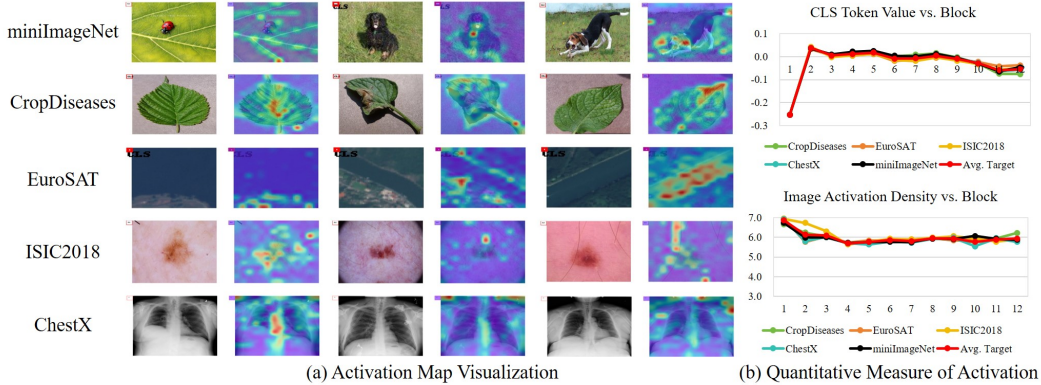 miniImageNet
CropDiseases
EuroSAT
CLS
CLS
CLS
ISIC2018
ChestX
(a) Activation Map Visualization
CLS Token Value vs. Block
0.1
0.0
-0.1
-0.2
-0.3
1 2 3 4 5 6 7 8 9 10 11 12
CropDiseases EuroSAT ISIC2018
ChestX miniImageNet Avg. Target
Image Activation Density vs. Block
7.0
6.0
5.0
4.0
3.0
1 2 3 4 5 6 7 8 9 10 11 12
CropDiseases EuroSAT ISIC2018
ChestX miniImageNet Avg. Target
(b) Quantitative Measure of Activation